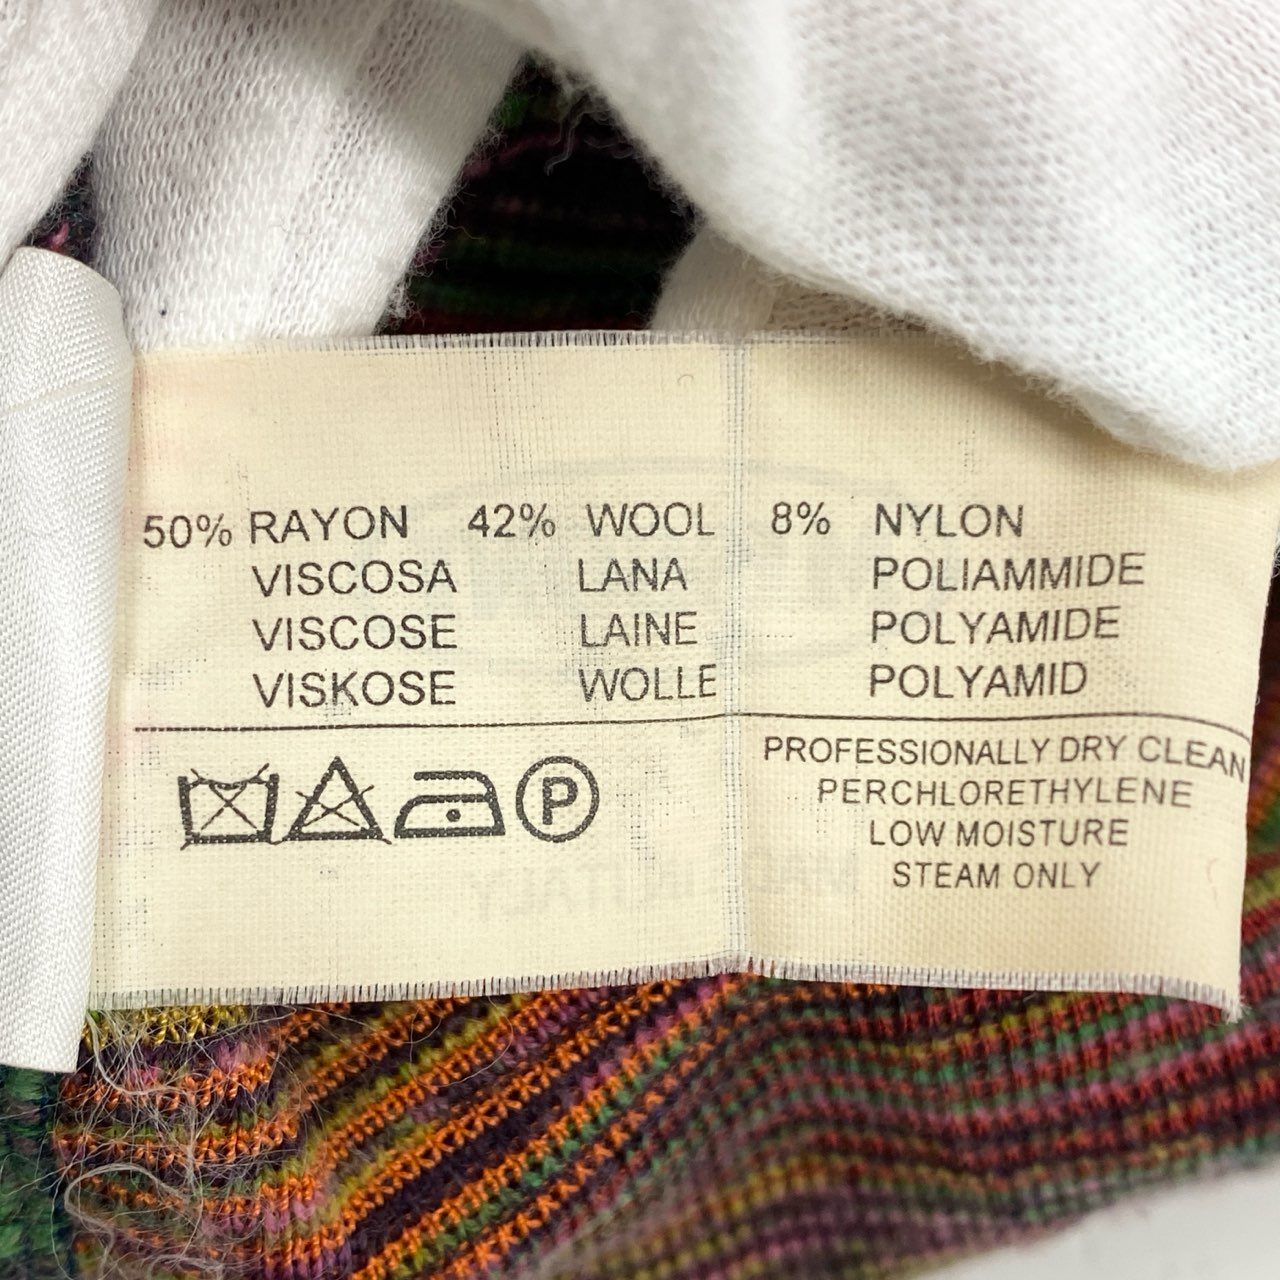 50% RAYON 42% WOOL 8% NYLON
VISCOSA LANA POLIAMMIDE
VISCOSE LAINE POLYAMIDE
VISKOSE WOLLE POLYAMID
P
PROFESSIONALLY DRY CLEAN
PERCHLORETHYLENE
LOW MOISTURE
STEAM ONLY